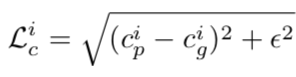 $\mathcal{L}_c^i = \sqrt{(c_p^i - c_g^i)^2 + \epsilon^2}$